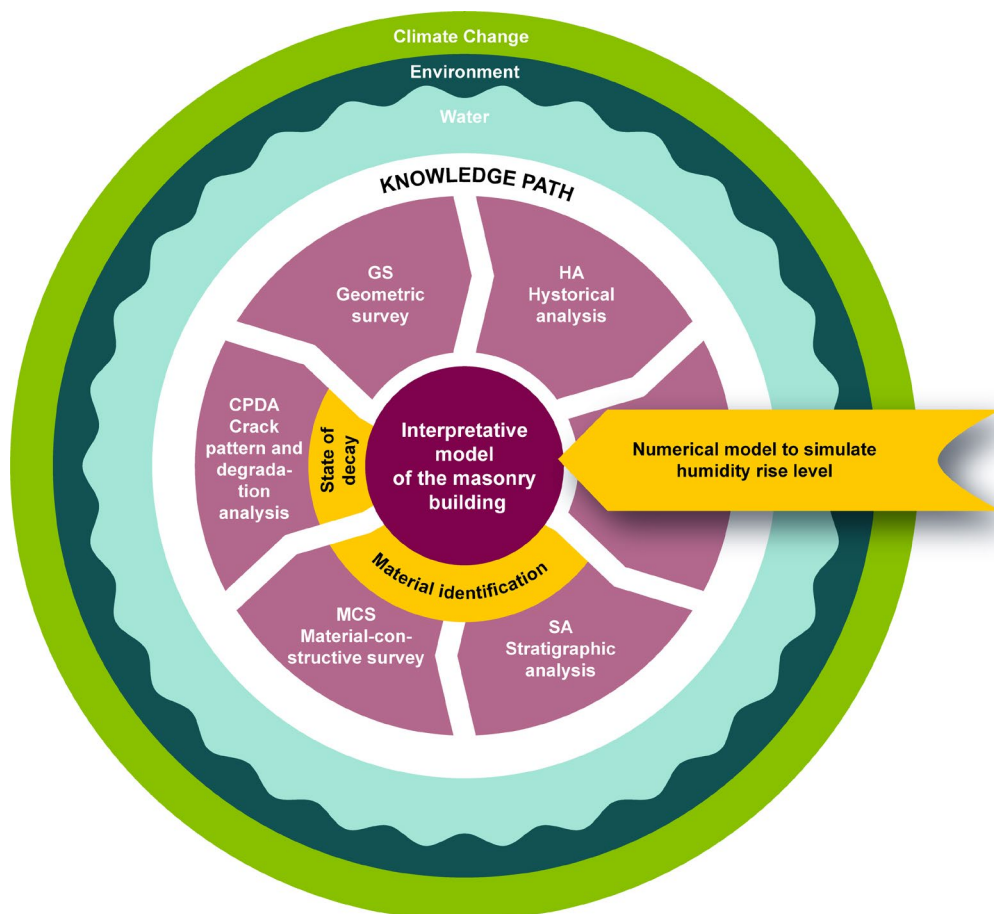 Climate Change
Environment
Water
KNOWLEDGE PATH
GS
Geometric
survey
HA
Hystorical
analysis
CPDA
Crack
pattern and
degrada-
tion
analysis
State of
decay
Interpretative
model
of the masonry
building
Numerical model to simulate
humidity rise level
Material identification
MCS
Material-con-
structive survey
SA
Stratigraphic
analysis